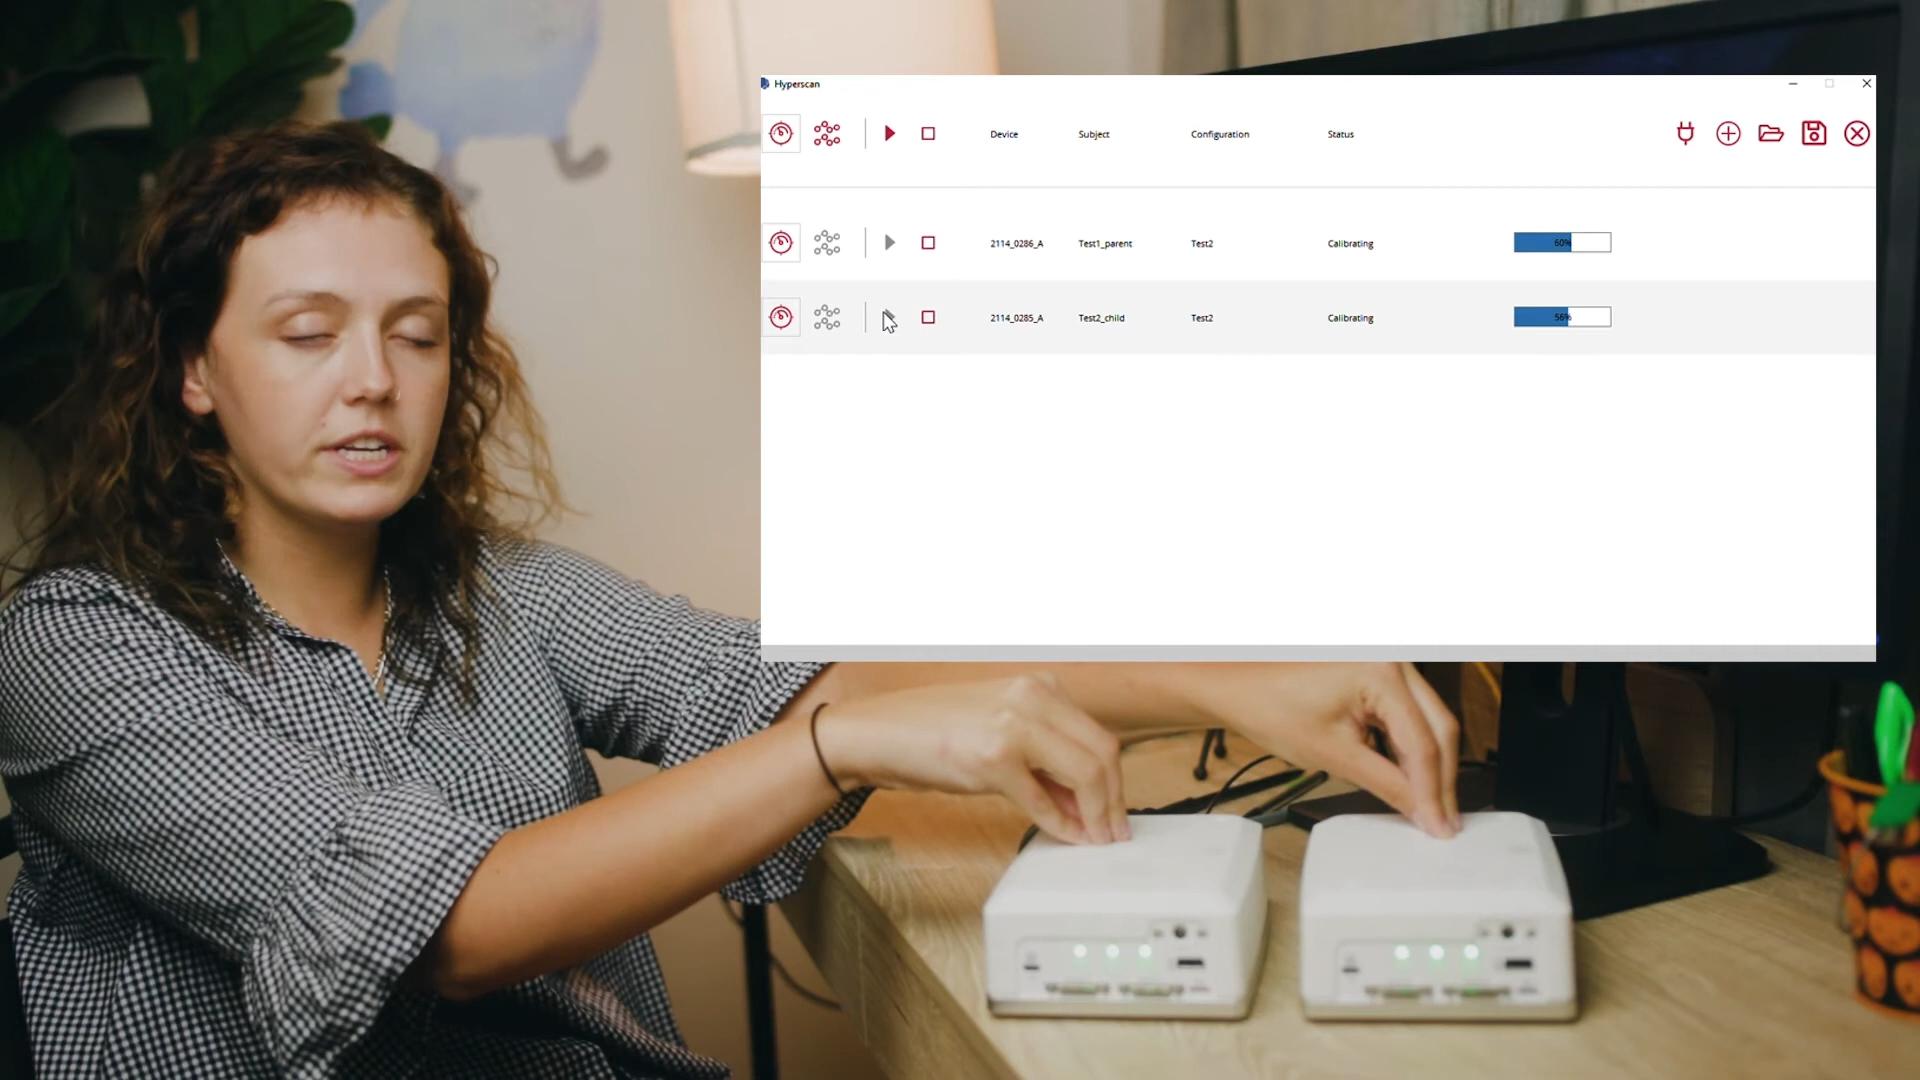 Hyperscan
Device Subject Configuration Status
2114_0286_A Test1_parent Test2 Calibrating 60%
2114_0285_A Test2_child Test2 Calibrating 56%